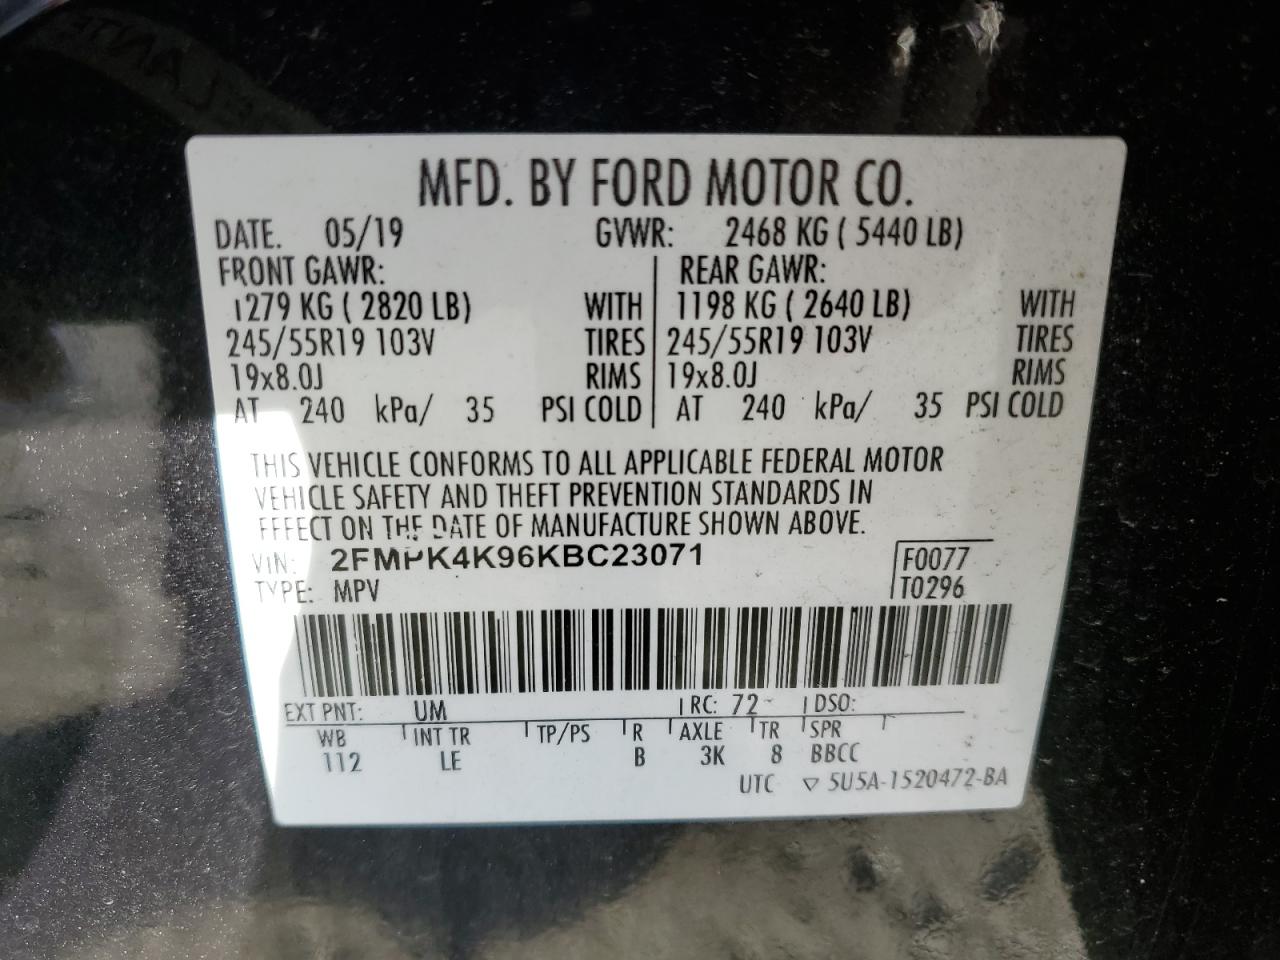 MFD. BY FORD MOTOR CO.
DATE. 05/19 GVWR: 2468 KG ( 5440 LB)
FRONT GAWR: REAR GAWR:
1279 KG ( 2820 LB) WITH 1198 KG ( 2640 LB) WITH
245/55R19 103V TIRES 245/55R19 103V TIRES
19x8.0J RIMS 19x8.0J RIMS
AT 240 kPa/ 35 PSI COLD AT 240 kPa/ 35 PSI COLD
THIS VEHICLE CONFORMS TO ALL APPLICABLE FEDERAL MOTOR
VEHICLE SAFETY AND THEFT PREVENTION STANDARDS IN
EFFECT ON THE DATE OF MANUFACTURE SHOWN ABOVE.
VIN: 2FMPK4K96KBC23071 F0077
TYPE: MPV T0296
EXT PNT: UM RC: 72 DSO:
WB INT TR TP/PS R AXLE TR SPR
112 LE B 3K 8 BBCC
UTC ▽ 5U5A-1520472-BA